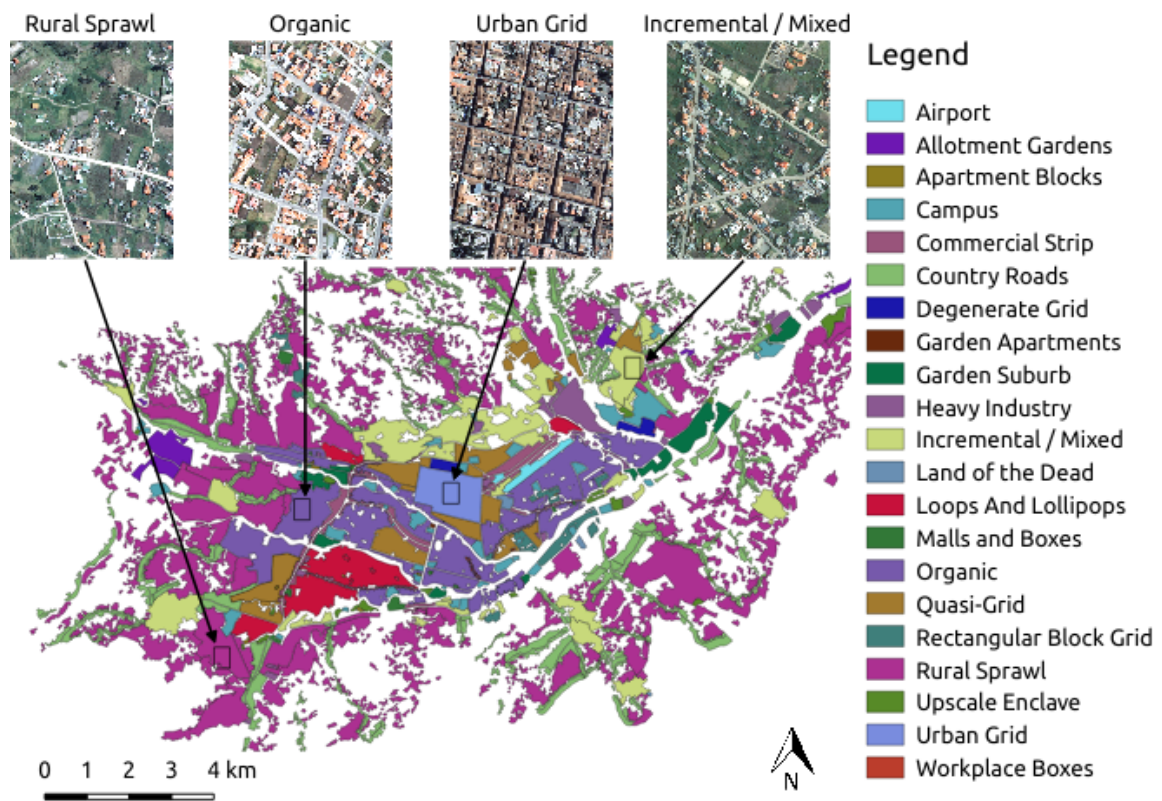 Rural Sprawl
Organic
Urban Grid
Incremental / Mixed
Legend
Airport
Allotment Gardens
Apartment Blocks
Campus
Commercial Strip
Country Roads
Degenerate Grid
Garden Apartments
Garden Suburb
Heavy Industry
Incremental / Mixed
Land of the Dead
Loops And Lollipops
Malls and Boxes
Organic
Quasi-Grid
Rectangular Block Grid
Rural Sprawl
Upscale Enclave
Urban Grid
Workplace Boxes
0 1 2 3 4 km
N